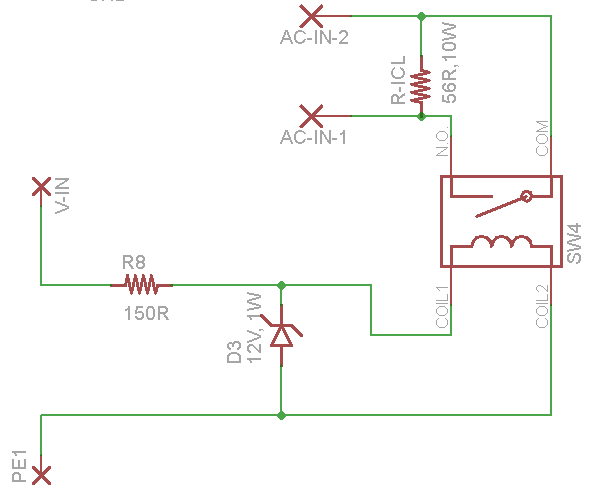 AC-IN-2
R-ICL
56R,10W
AC-IN-1
N.O.
COM
V-IN
SW4
R8
150R
D3
12V, 1W
COIL1
COIL2
PE1